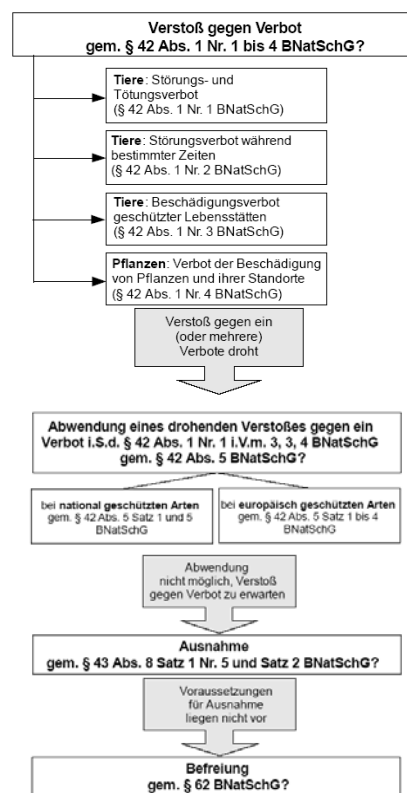 Verstoß gegen Verbot
gem. § 42 Abs. 1 Nr. 1 bis 4 BNatSchG?
Tiere: Störungs- und
Tötungsverbot
(§ 42 Abs. 1 Nr. 1 BNatSchG)
Tiere: Störungsverbot während
bestimmter Zeiten
(§ 42 Abs. 1 Nr. 2 BNatSchG)
Tiere: Beschädigungsverbot
geschützter Lebensstätten
(§ 42 Abs. 1 Nr. 3 BNatSchG)
Pflanzen: Verbot der Beschädigung
von Pflanzen und ihrer Standorte
(§ 42 Abs. 1 Nr. 4 BNatSchG)
Verstoß gegen ein
(oder mehrere)
Verbote droht
Abwendung eines drohenden Verstoßes gegen ein
Verbot i.S.d. § 42 Abs. 1 Nr. 1 i.V.m. 3, 3, 4 BNatSchG
gem. § 42 Abs. 5 BNatSchG?
bei national geschützten Arten
gem. § 42 Abs. 5 Satz 1 und 5
BNatSchG
bei europäisch geschützten Arten
gem. § 42 Abs. 5 Satz 1 bis 4
BNatSchG
Abwendung
nicht möglich, Verstoß
gegen Verbot zu erwarten
Ausnahme
gem. § 43 Abs. 8 Satz 1 Nr. 5 und Satz 2 BNatSchG?
Voraussetzungen
für Ausnahme
liegen nicht vor
Befreiung
gem. § 62 BNatSchG?